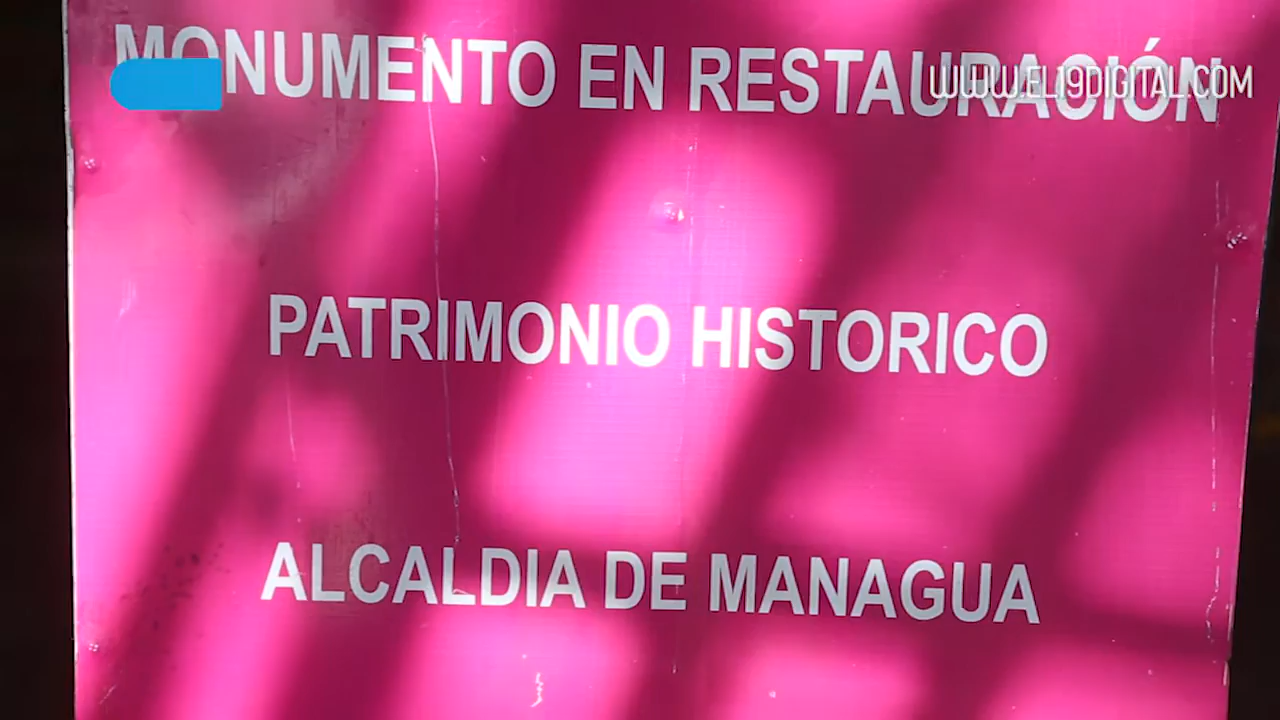 MONUMENTO EN RESTAURACIÓN
WWW.EL19DIGITAL.COM
PATRIMONIO HISTORICO
ALCALDIA DE MANAGUA